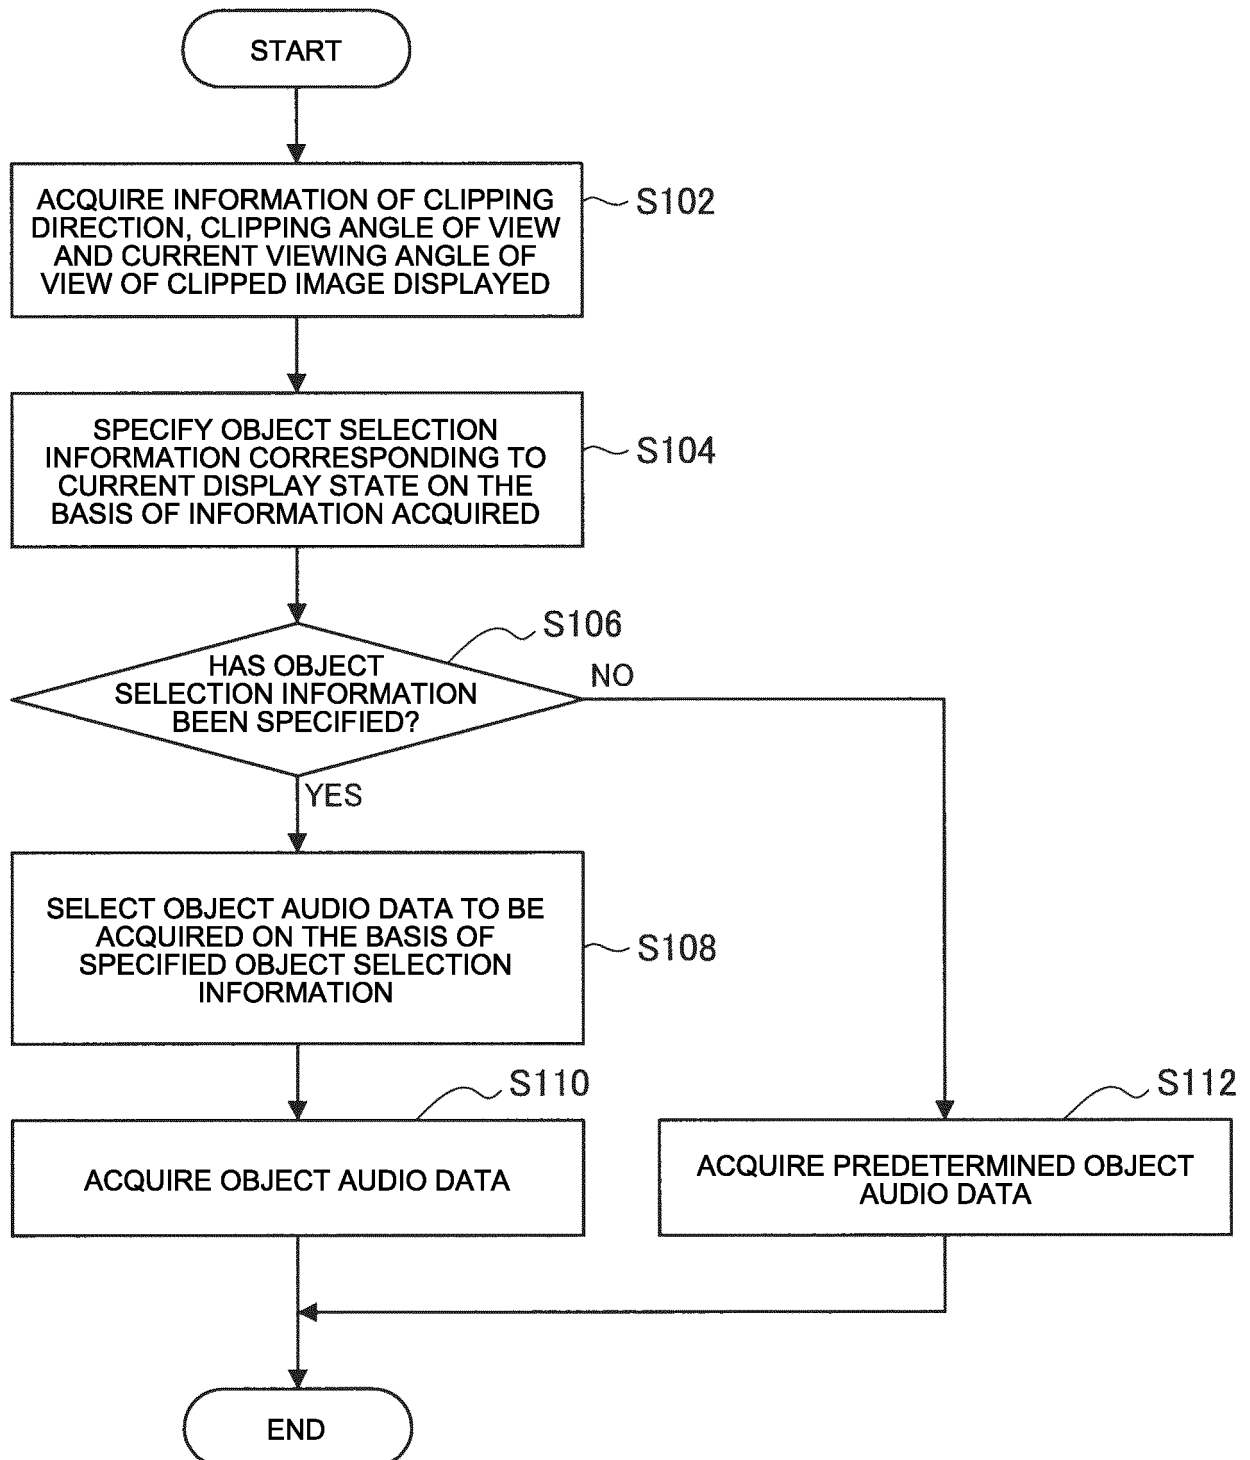 START
ACQUIRE INFORMATION OF CLIPPING
DIRECTION, CLIPPING ANGLE OF VIEW
AND CURRENT VIEWING ANGLE OF
VIEW OF CLIPPED IMAGE DISPLAYED
S102
SPECIFY OBJECT SELECTION
INFORMATION CORRESPONDING TO
CURRENT DISPLAY STATE ON THE
BASIS OF INFORMATION ACQUIRED
S104
S106
HAS OBJECT
SELECTION INFORMATION
BEEN SPECIFIED?
NO
YES
SELECT OBJECT AUDIO DATA TO BE
ACQUIRED ON THE BASIS OF
SPECIFIED OBJECT SELECTION
INFORMATION
S108
S110
ACQUIRE OBJECT AUDIO DATA
S112
ACQUIRE PREDETERMINED OBJECT
AUDIO DATA
END